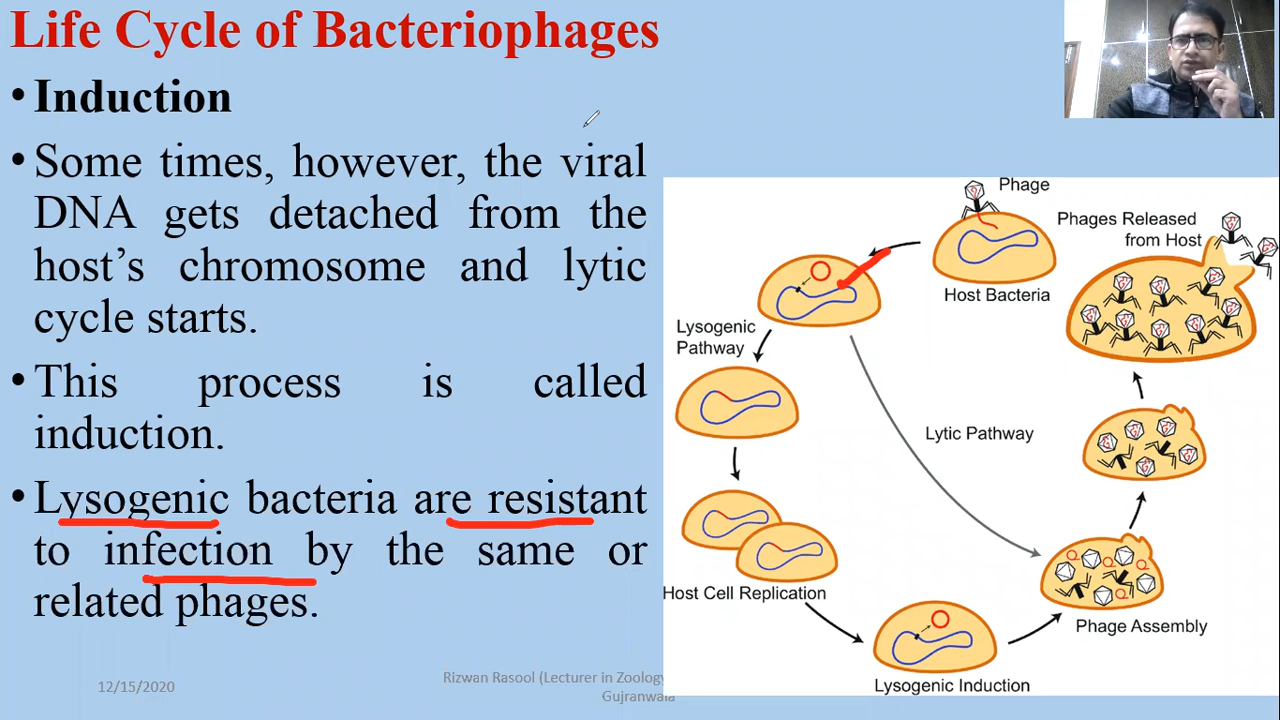 Life Cycle of Bacteriophages
• Induction
• Some times, however, the viral
DNA gets detached from the
host's chromosome and lytic
cycle starts.
• This process is called
induction.
• Lysogenic bacteria are resistant
to infection by the same or
related phages.
12/15/2020
Rizwan Rasool (Lecturer in Zoology
Gujranwala
Phage
Phages Released
from Host
Host Bacteria
Lysogenic
Pathway
Lytic Pathway
Host Cell Replication
Phage Assembly
Lysogenic Induction